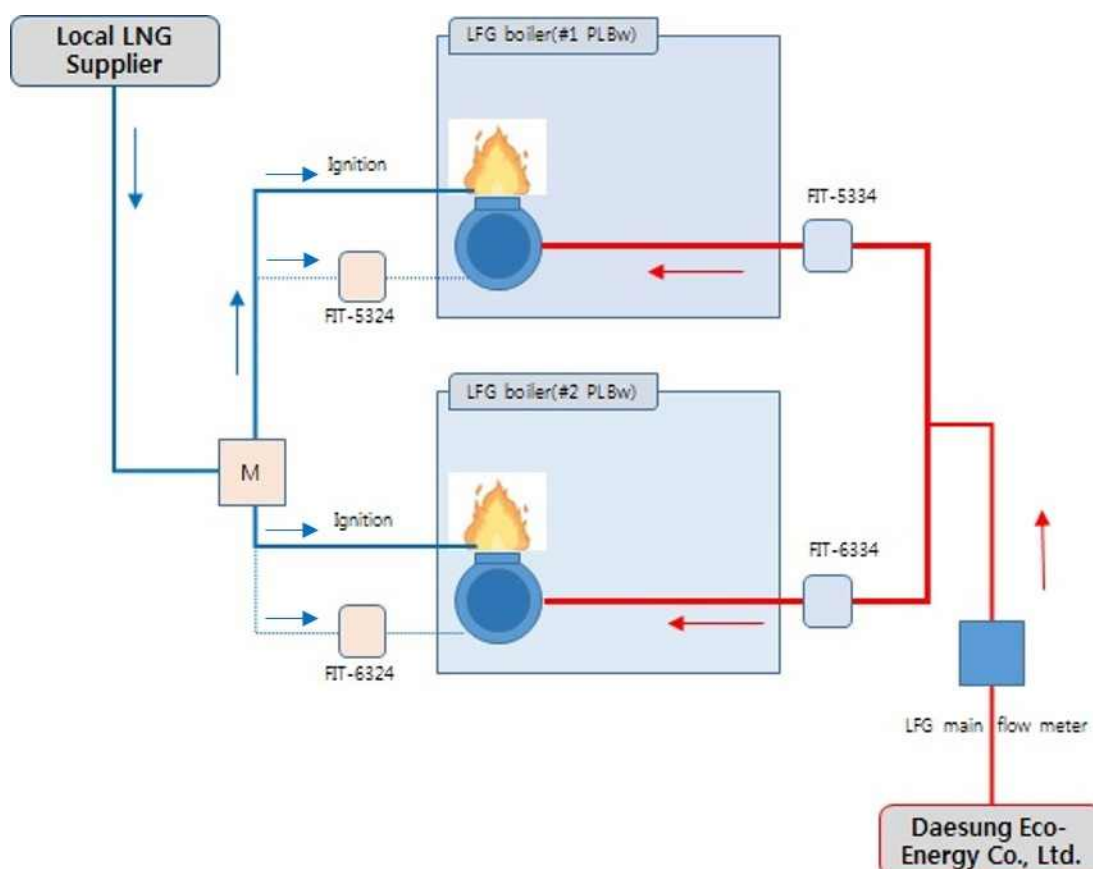 Local LNG
Supplier
LFG boiler(#1 PLBw)
Ignition
FIT-5334
FIT-5324
LFG boiler(#2 PLBw)
M
Ignition
FIT-6334
FIT-6324
LFG main flow meter
Daesung Eco-
Energy Co., Ltd.